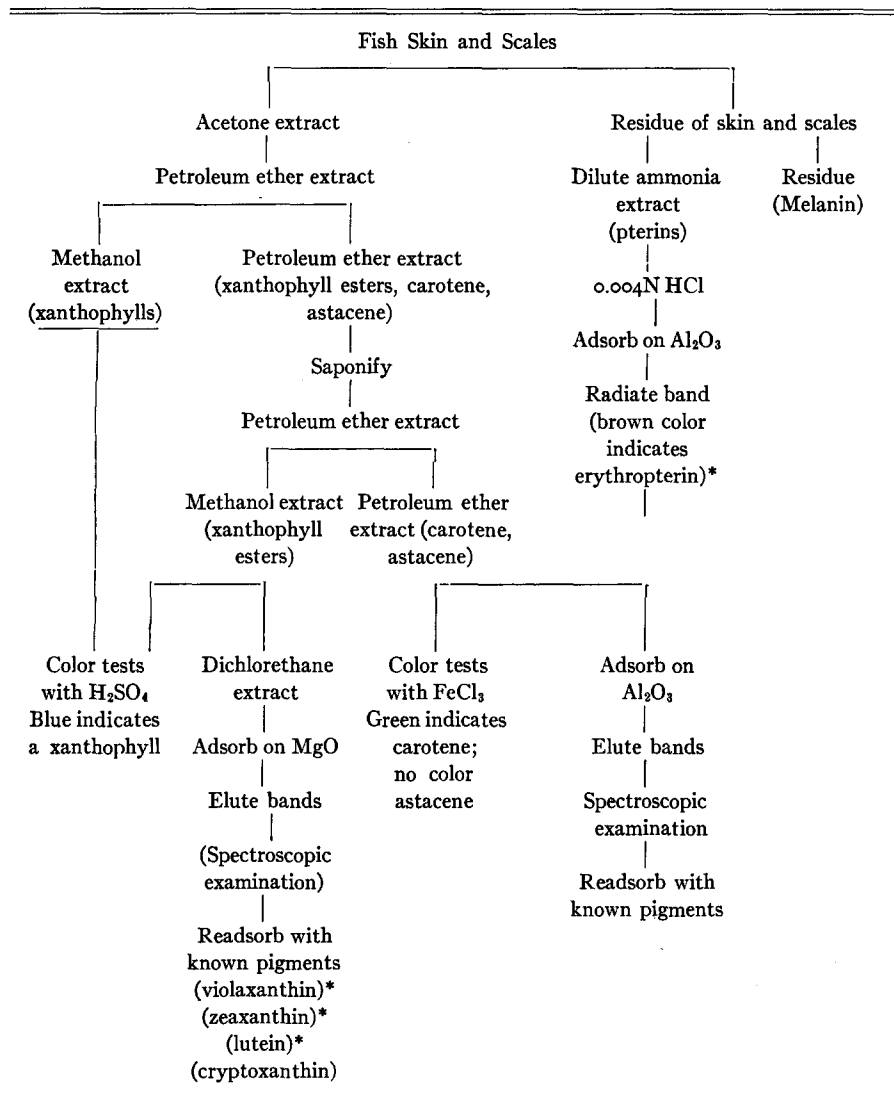 Fish Skin and Scales
Acetone extract
Residue of skin and scales
Petroleum ether extract
Dilute ammonia
extract
(pterins)
Residue
(Melanin)
Methanol
extract
(xanthophylls)
Petroleum ether extract
(xanthophyll esters, carotene,
astacene)
0.004N HCl
Adsorb on Al₂O₃
Saponify
Radiate band
(brown color
indicates
erythropterin)*
Petroleum ether extract
Methanol extract
(xanthophyll
esters)
Petroleum ether
extract (carotene,
astacene)
Color tests
with H₂SO₄
Blue indicates
a xanthophyll
Dichlorethane
extract
Adsorb on MgO
Elute bands
(Spectroscopic
examination)
Readsorb with
known pigments
(violaxanthin)*
(zeaxanthin)*
(lutein)*
(cryptoxanthin)
Color tests
with FeCl₃
Green indicates
carotene;
no color
astacene
Adsorb on
Al₂O₃
Elute bands
Spectroscopic
examination
Readsorb with
known pigments